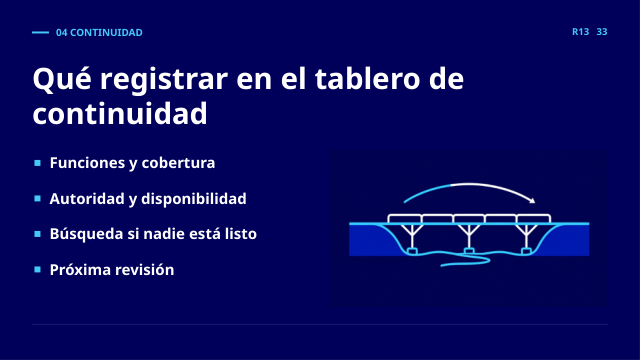 04 CONTINUIDAD
R13 33
Qué registrar en el tablero de
continuidad
Funciones y cobertura
Autoridad y disponibilidad
Búsqueda si nadie está listo
Próxima revisión